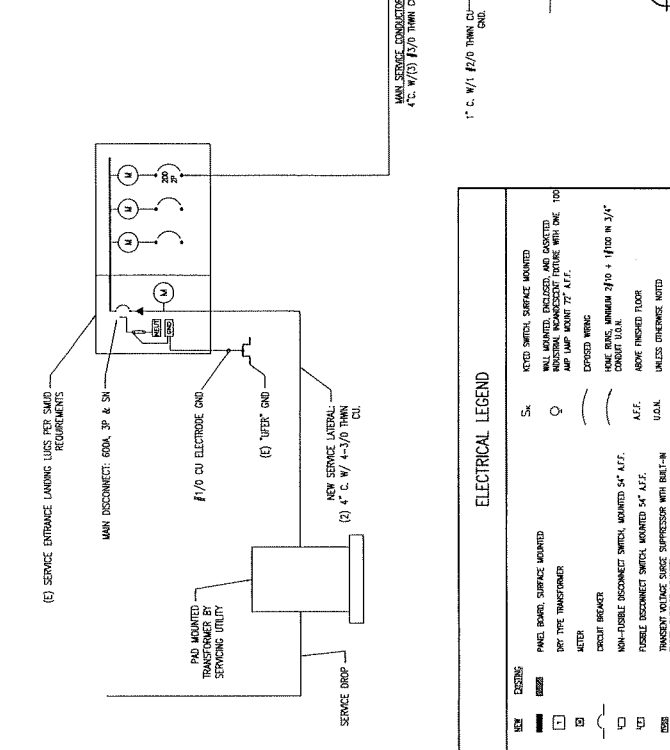 (E) SERVICE ENTRANCE LANDING LUGS PER SMUD
REQUIREMENTS
MAIN DISCONNECT: 600A, 3P & SN
M
M
M
200
2P
M
NEUT
GND
#1/0 CU ELECTRODE GND
(E) "UFER" GND
NEW SERVICE LATERAL:
(2) 4" C. W/ 4-3/0 THWN
CU.
PAD MOUNTED
TRANSFORMER BY
SERVICING UTILITY
SERVICE DROP
MAIN SERVICE CONDUCTOR
4"C. W/(3) #3/0 THWN C
1" C. W/1 #2/0 THWN CU
GND.
ELECTRICAL LEGEND
NEW
EXISTING
PANEL BOARD, SURFACE MOUNTED
T
DRY TYPE TRANSFORMER
METER
CIRCUIT BREAKER
NON-FUSIBLE DISCONNECT SWITCH, MOUNTED 54" A.F.F.
FUSIBLE DISCONNECT SWITCH, MOUNTED 54" A.F.F.
TRANSIENT VOLTAGE SURGE SUPPRESSOR WITH BUILT-IN
SK
KEYED SWITCH, SURFACE MOUNTED
WALL MOUNTED, ENCLOSED, AND GASKETED
INDUSTRIAL INCANDESCENT FIXTURE WITH ONE 100
AMP LAMP MOUNT 72" A.F.F.
EXPOSED WIRING
HOME RUNS, MINIMUM 2#10 + 1#10G IN 3/4"
CONDUIT U.O.N.
A.F.F.
ABOVE FINISHED FLOOR
U.O.N.
UNLESS OTHERWISE NOTED